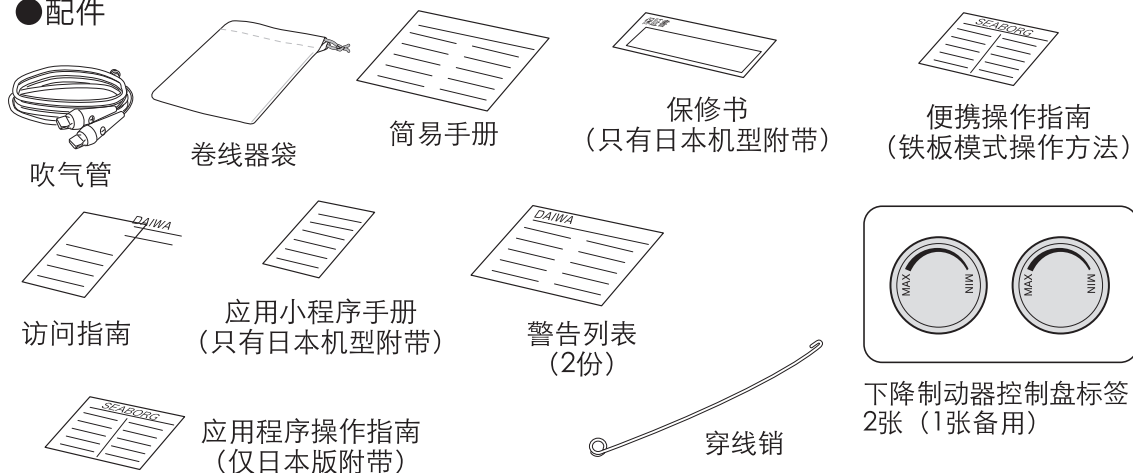 ●配件
吹气管
卷线器袋
简易手册
保証書
保修书
（只有日本机型附带）
SEABORG
便携操作指南
（铁板模式操作方法）
DAIWA
访问指南
应用小程序手册
（只有日本机型附带）
DAIWA
警告列表
（2份）
MAX
MIN
MAX
MIN
下降制动器控制盘标签
2张（1张备用）
SEABORG
应用程序操作指南
（仅日本版附带）
穿线销